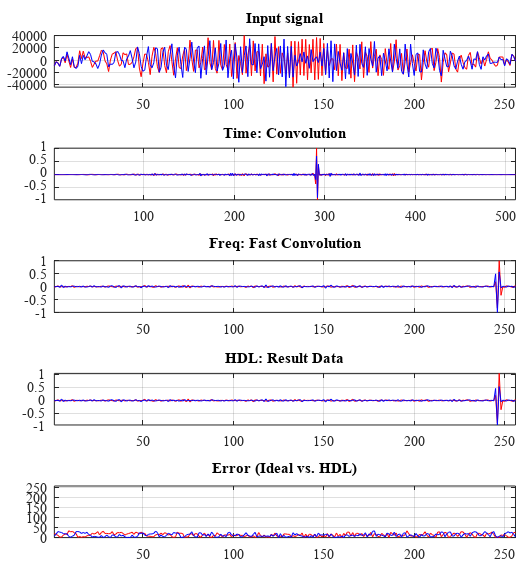 Input signal
40000
20000
0
-20000
-40000
50 100 150 200 250
Time: Convolution
1
0.5
0
-0.5
-1
100 200 300 400 500
Freq: Fast Convolution
1
0.5
0
-0.5
-1
50 100 150 200 250
HDL: Result Data
1
0.5
0
-0.5
-1
50 100 150 200 250
Error (Ideal vs. HDL)
250
200
150
100
50
0
50 100 150 200 250